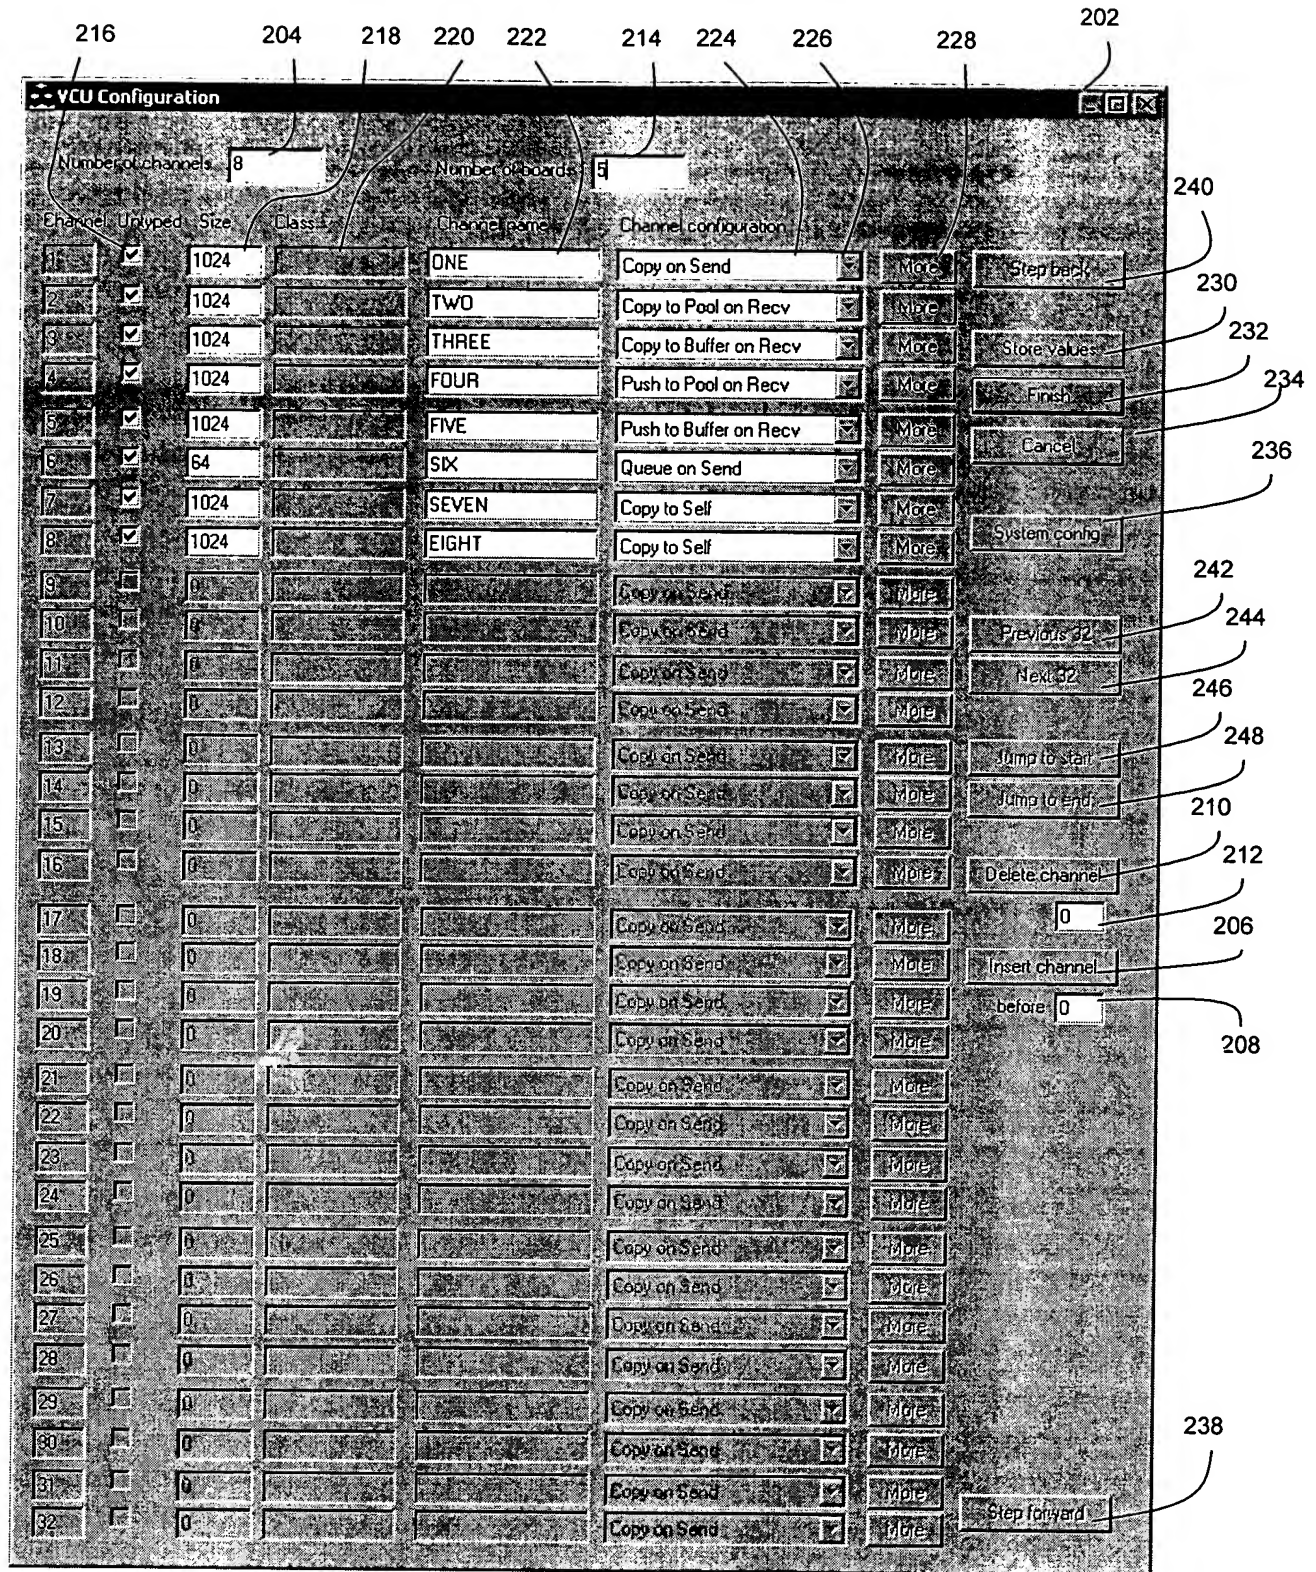 202
216 204 218 220 222 214 224 226 228
VCU Configuration
Number of channels 8 Number of boards 5
240
Channel Untyped Size Class Channel name Channel configuration
1 1024 ONE Copy on Send More Step back
230
2 1024 TWO Copy to Pool on Recv More
232
3 1024 THREE Copy to Buffer on Recv More Store values
4 1024 FOUR Push to Pool on Recv More Finish
234
5 1024 FIVE Push to Buffer on Recv More Cancel
236
6 64 SIX Queue on Send More
7 1024 SEVEN Copy to Self More System config
8 1024 EIGHT Copy to Self More
242
9 0 Copy on Send More
10 0 Copy on Send More Previous 32
244
11 0 Copy on Send More Next 32
246
12 0 Copy on Send More
248
13 0 Copy on Send More Jump to start
14 0 Copy on Send More Jump to end
210
15 0 Copy on Send More
212
16 0 Copy on Send More Delete channel
17 0 Copy on Send More 0
206
18 0 Copy on Send More Insert channel
19 0 Copy on Send More before 0
208
20 0 Copy on Send More
21 0 Copy on Send More
22 0 Copy on Send More
23 0 Copy on Send More
24 0 Copy on Send More
25 0 Copy on Send More
26 0 Copy on Send More
27 0 Copy on Send More
28 0 Copy on Send More
29 0 Copy on Send More
238
30 0 Copy on Send More
31 0 Copy on Send More
32 0 Copy on Send More Step forward